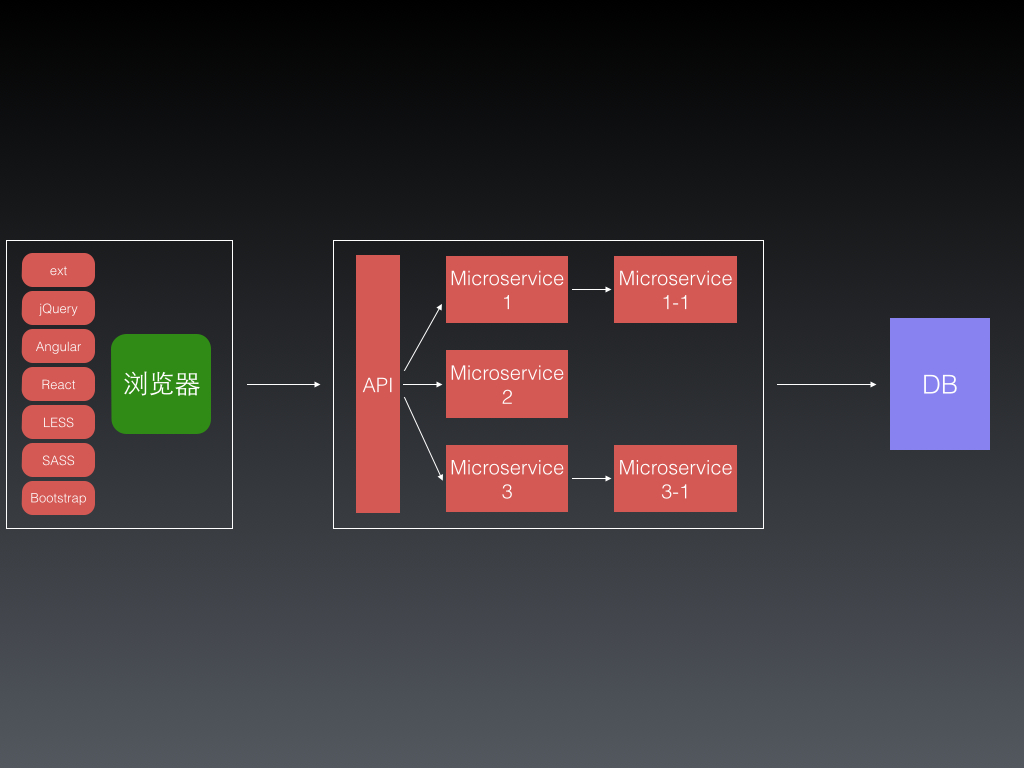 ext
jQuery
Angular
React
LESS
SASS
Bootstrap
浏览器
API
Microservice
1
Microservice
1-1
Microservice
2
Microservice
3
Microservice
3-1
DB